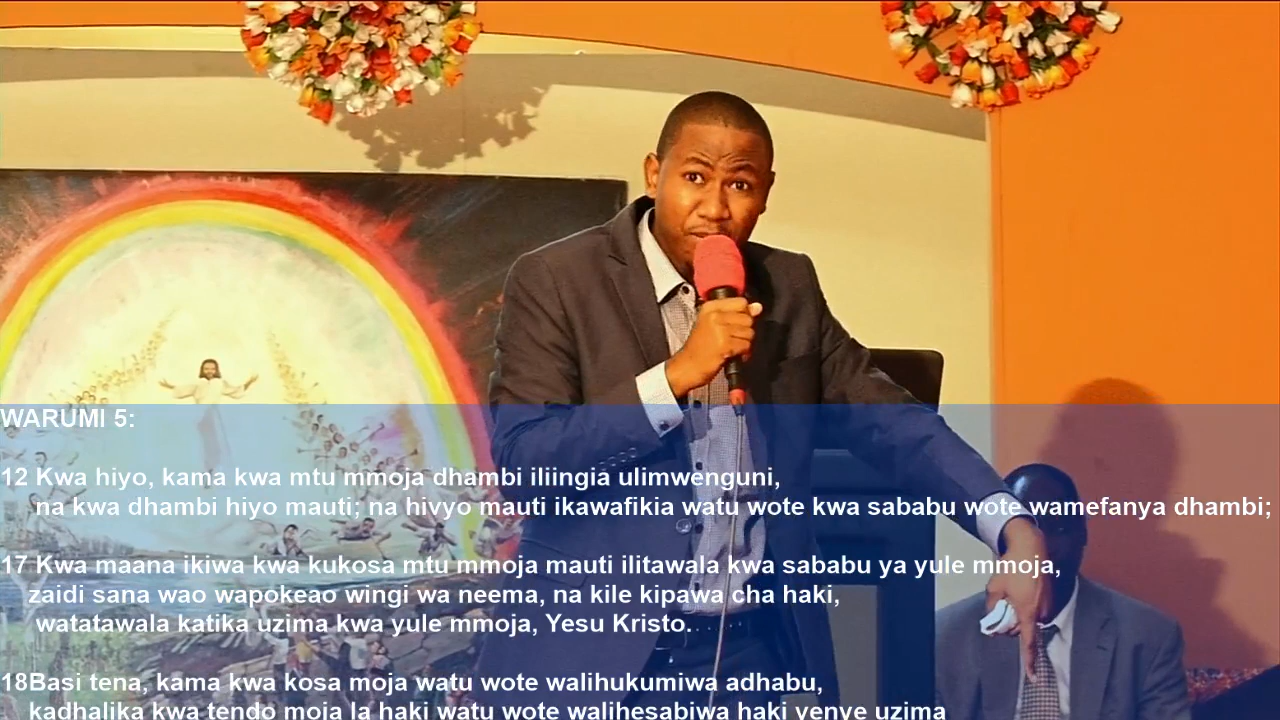 WARUMI 5:
12 Kwa hiyo, kama kwa mtu mmoja dhambi iliingia ulimwenguni,
na kwa dhambi hiyo mauti; na hivyo mauti ikawafikia watu wote kwa sababu wote wamefanya dhambi;
17 Kwa maana ikiwa kwa kukosa mtu mmoja mauti ilitawala kwa sababu ya yule mmoja,
zaidi sana wao wapokeao wingi wa neema, na kile kipawa cha haki,
watatawala katika uzima kwa yule mmoja, Yesu Kristo.
18Basi tena, kama kwa kosa moja watu wote walihukumiwa adhabu,
kadhalika kwa tendo moja la haki watu wote walihesabiwa haki yenye uzima